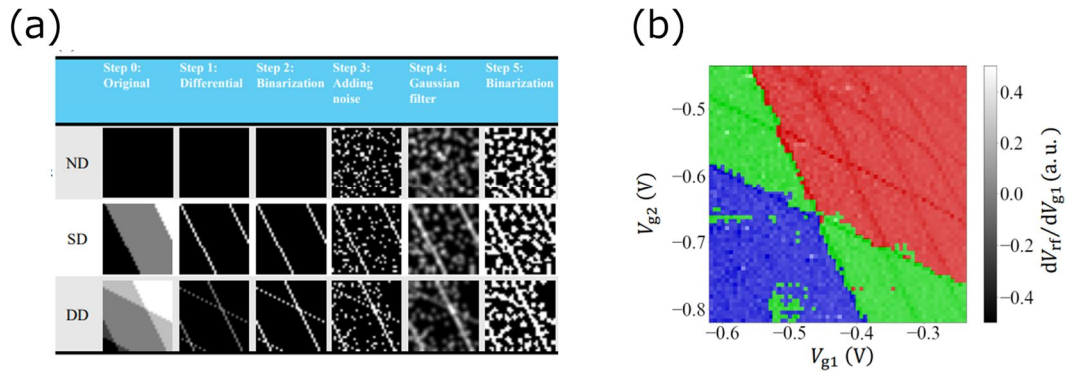 (a)
Step 0: Original
Step 1: Differential
Step 2: Binarization
Step 3: Adding noise
Step 4: Gaussian filter
Step 5: Binarization
ND
SD
DD
(b)
−0.5
−0.6
−0.7
−0.8
Vg2 (V)
−0.6
−0.5
−0.4
−0.3
Vg1 (V)
0.4
0.2
0.0
−0.2
−0.4
dVrf/dVg1 (a. u.)